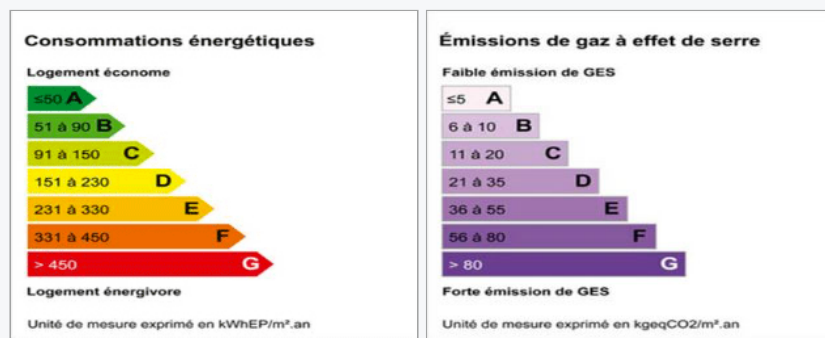 Consommations énergétiques
Logement économe
≤50 A
51 à 90 B
91 à 150 C
151 à 230 D
231 à 330 E
331 à 450 F
> 450 G
Logement énergivore
Unité de mesure exprimé en kWhEP/m².an
Émissions de gaz à effet de serre
Faible émission de GES
≤5 A
6 à 10 B
11 à 20 C
21 à 35 D
36 à 55 E
56 à 80 F
> 80 G
Forte émission de GES
Unité de mesure exprimé en kgeqCO2/m².an